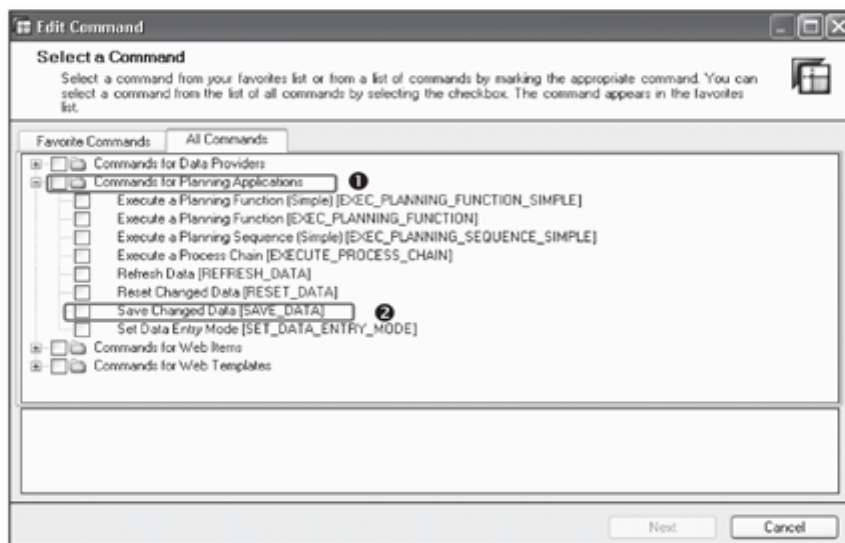 Edit Command
Select a Command
Select a command from your favorites list or from a list of commands by marking the appropriate command. You can
select a command from the list of all commands by selecting the checkbox. The command appears in the favorites
list.
Favorite Commands All Commands
Commands for Data Providers
Commands for Planning Applications ❶
Execute a Planning Function (Simple) [EXEC_PLANNING_FUNCTION_SIMPLE]
Execute a Planning Function [EXEC_PLANNING_FUNCTION]
Execute a Planning Sequence (Simple) [EXEC_PLANNING_SEQUENCE_SIMPLE]
Execute a Process Chain [EXECUTE_PROCESS_CHAIN]
Refresh Data [REFRESH_DATA]
Reset Changed Data [RESET_DATA]
Save Changed Data [SAVE_DATA] ❷
Set Data Entry Mode [SET_DATA_ENTRY_MODE]
Commands for Web Items
Commands for Web Templates
Next Cancel